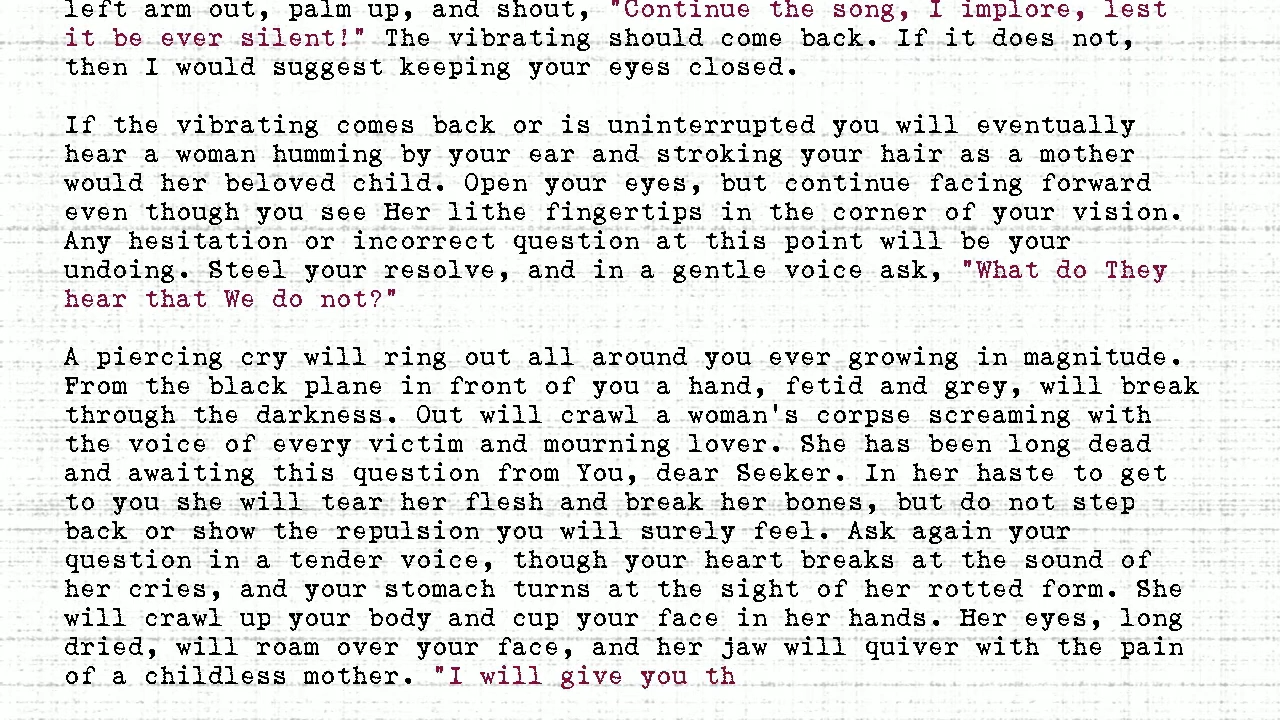 left arm out, palm up, and shout, "Continue the song, I implore, lest
it be ever silent!" The vibrating should come back. If it does not,
then I would suggest keeping your eyes closed.
If the vibrating comes back or is uninterrupted you will eventually
hear a woman humming by your ear and stroking your hair as a mother
would her beloved child. Open your eyes, but continue facing forward
even though you see Her lithe fingertips in the corner of your vision.
Any hesitation or incorrect question at this point will be your
undoing. Steel your resolve, and in a gentle voice ask, "What do They
hear that We do not?"
A piercing cry will ring out all around you ever growing in magnitude.
From the black plane in front of you a hand, fetid and grey, will break
through the darkness. Out will crawl a woman's corpse screaming with
the voice of every victim and mourning lover. She has been long dead
and awaiting this question from You, dear Seeker. In her haste to get
to you she will tear her flesh and break her bones, but do not step
back or show the repulsion you will surely feel. Ask again your
question in a tender voice, though your heart breaks at the sound of
her cries, and your stomach turns at the sight of her rotted form. She
will crawl up your body and cup your face in her hands. Her eyes, long
dried, will roam over your face, and her jaw will quiver with the pain
of a childless mother. "I will give you th